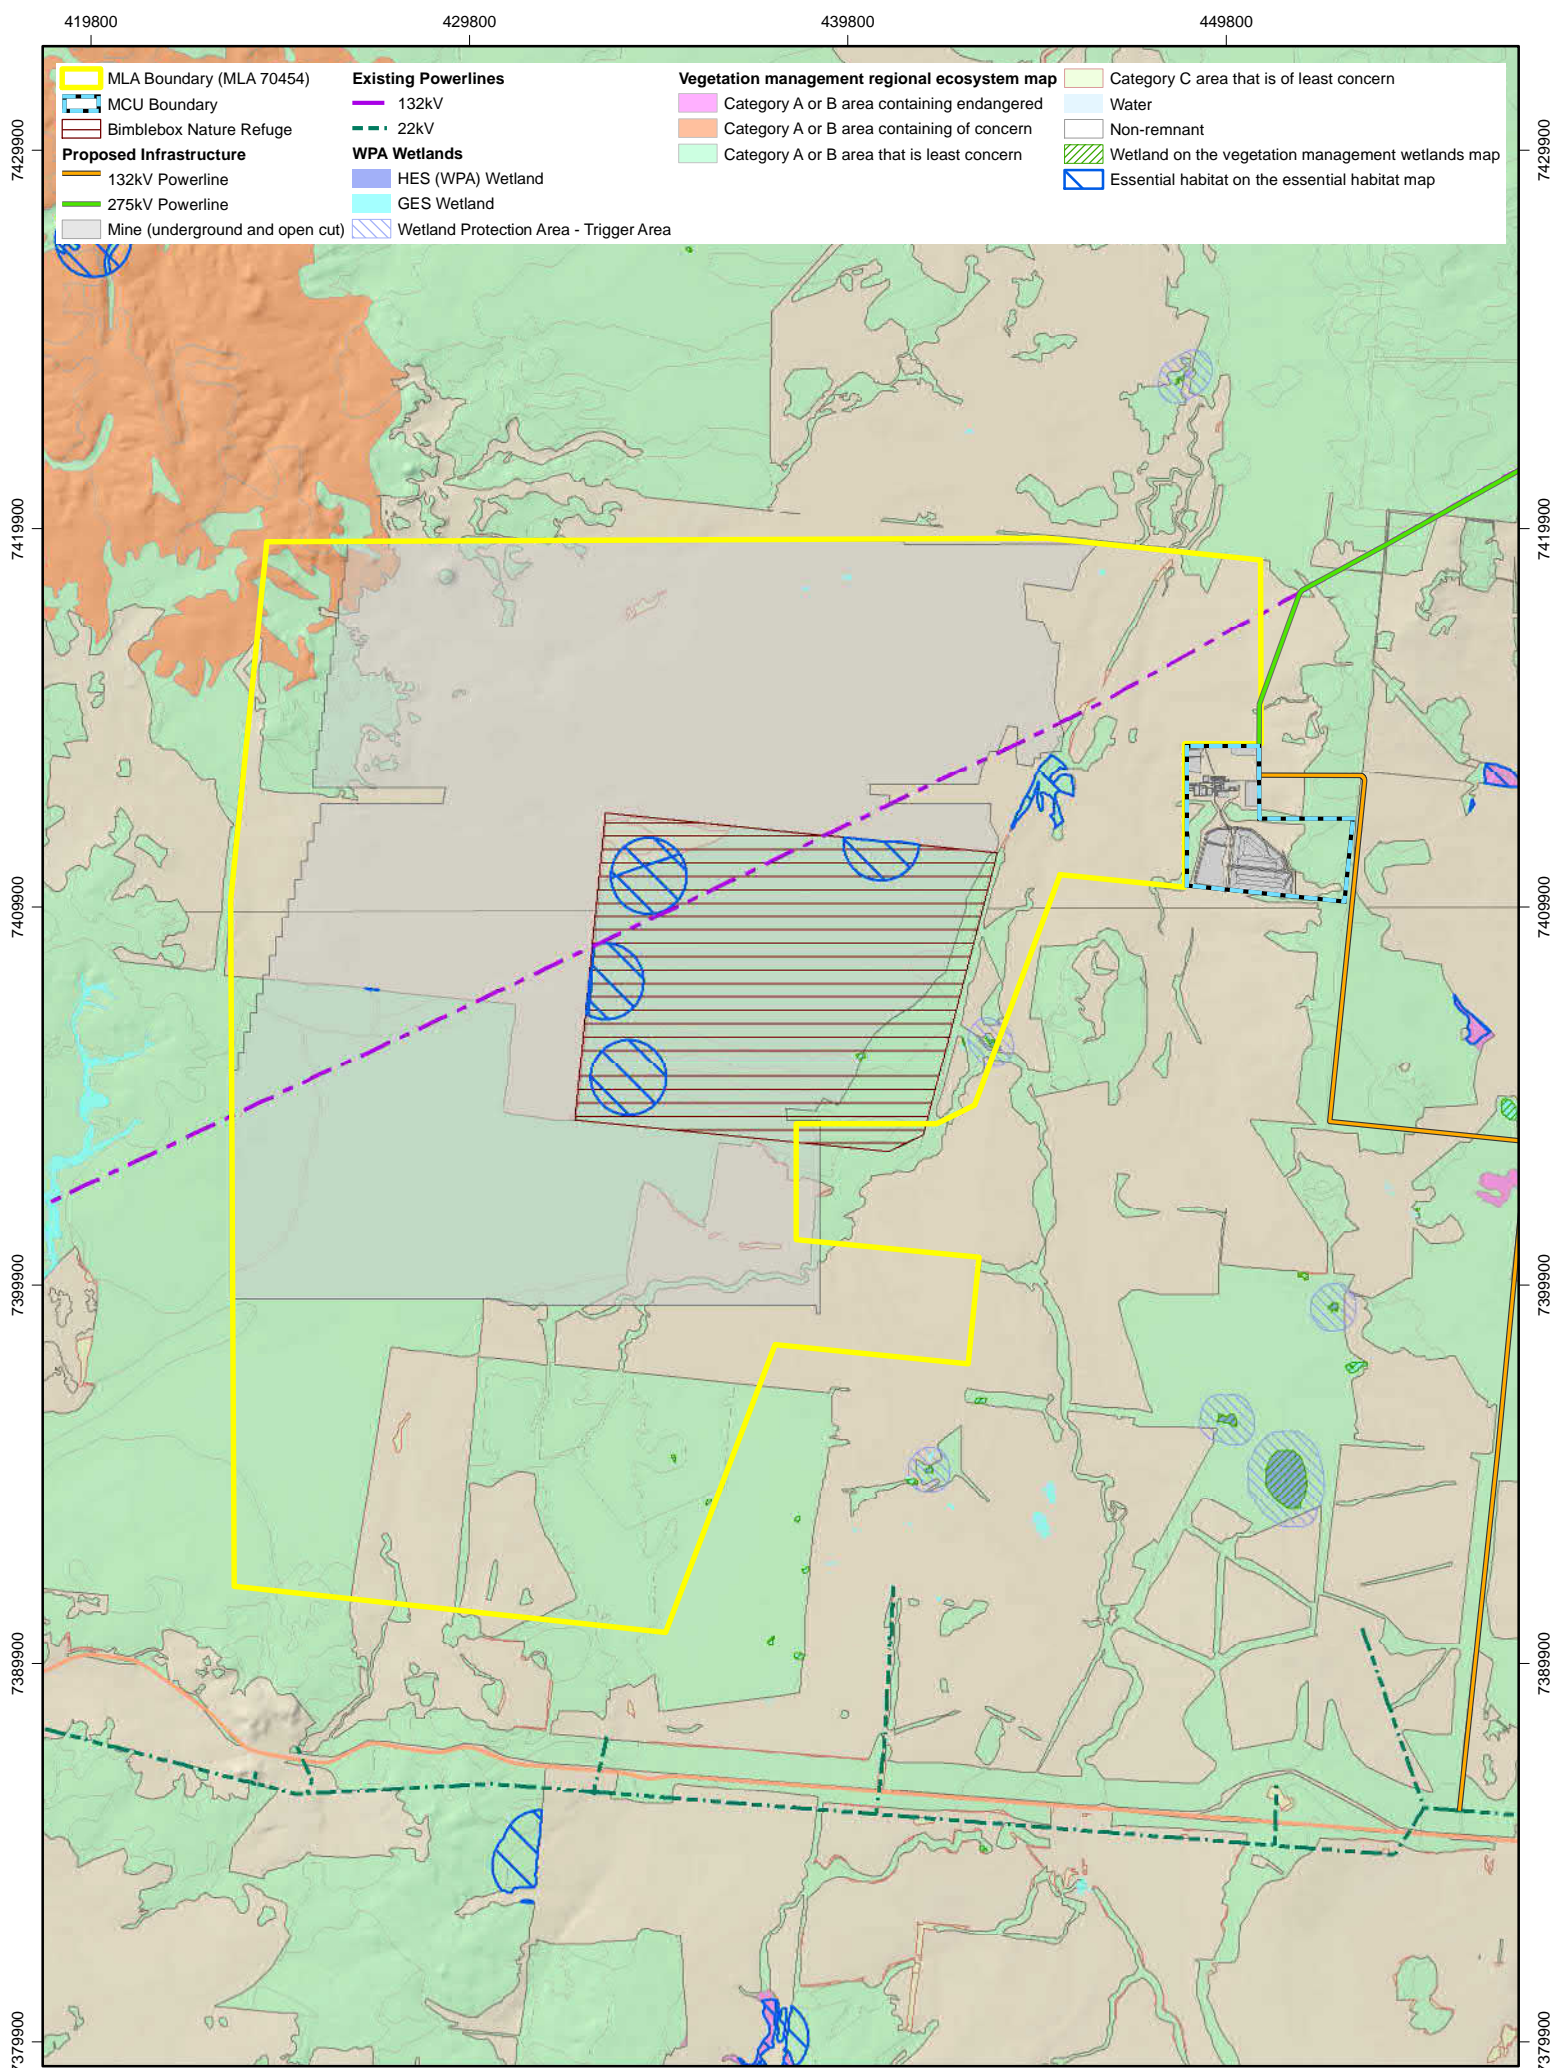 419800 429800 439800 449800
MLA Boundary (MLA 70454)
MCU Boundary
Bimblebox Nature Refuge
Proposed Infrastructure
132kV Powerline
275kV Powerline
Mine (underground and open cut)
Existing Powerlines
132kV
22kV
WPA Wetlands
HES (WPA) Wetland
GES Wetland
Wetland Protection Area - Trigger Area
Vegetation management regional ecosystem map
Category A or B area containing endangered
Category A or B area containing of concern
Category A or B area that is least concern
Category C area that is of least concern
Water
Non-remnant
Wetland on the vegetation management wetlands map
Essential habitat on the essential habitat map
7429900 7429900
7419900 7419900
7409900 7409900
7399900 7399900
7389900 7389900
7379900 7379900